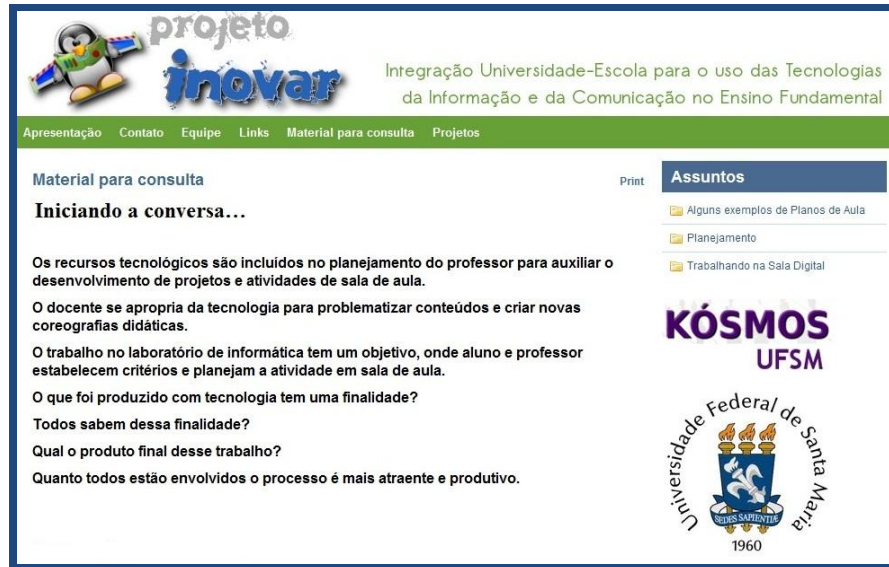 projeto
inovar
Integração Universidade-Escola para o uso das Tecnologias
da Informação e da Comunicação no Ensino Fundamental
Apresentação Contato Equipe Links Material para consulta Projetos
Material para consulta
Print
Iniciando a conversa...
Os recursos tecnológicos são incluídos no planejamento do professor para auxiliar o
desenvolvimento de projetos e atividades de sala de aula.
O docente se apropria da tecnologia para problematizar conteúdos e criar novas
coreografias didáticas.
O trabalho no laboratório de informática tem um objetivo, onde aluno e professor
estabelecem critérios e planejam a atividade em sala de aula.
O que foi produzido com tecnologia tem uma finalidade?
Todos sabem dessa finalidade?
Qual o produto final desse trabalho?
Quanto todos estão envolvidos o processo é mais atraente e produtivo.
Assuntos
Alguns exemplos de Planos de Aula
Planejamento
Trabalhando na Sala Digital
KÓSMOS
UFSM
Universidade Federal de Santa Maria
SEDES SAPIENTIÆ
1960